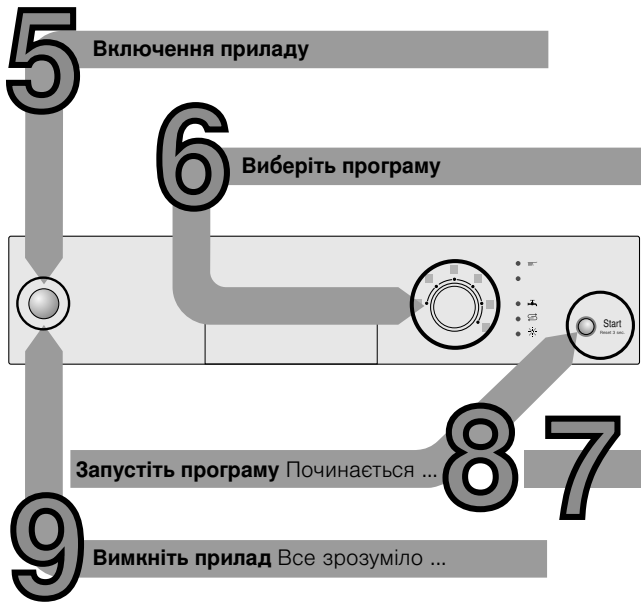 5 Включення приладу
6 Виберіть програму
Start
Reset 3 sec.
Запустіть програму Починається ... 8
7
9 Вимкніть прилад Все зрозуміло ...